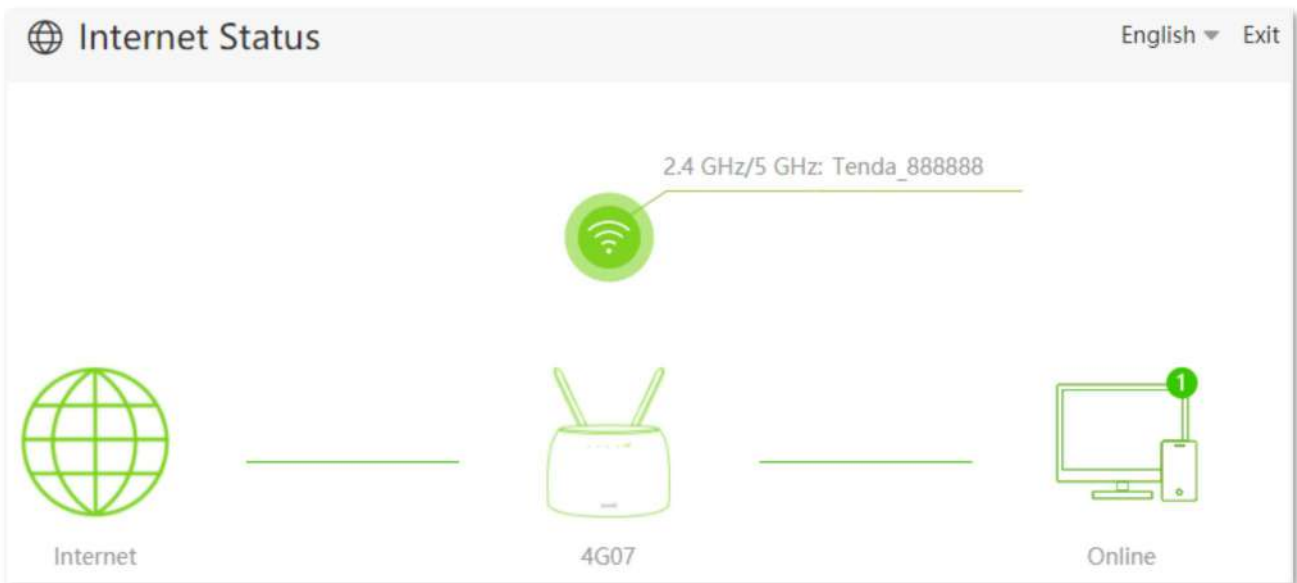 Internet Status
English Exit
2.4 GHz/5 GHz: Tenda_888888
1
Internet
4G07
Online